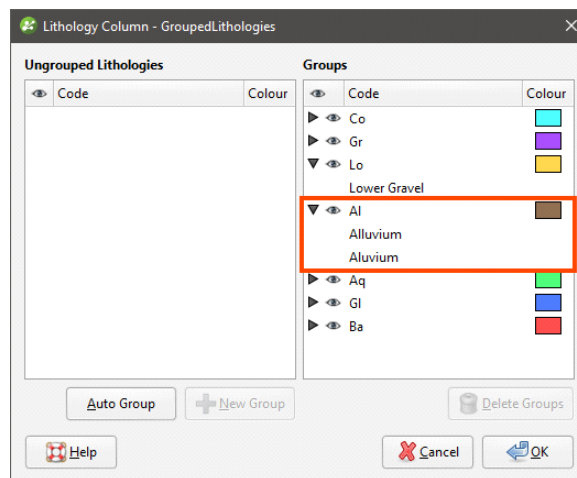 Lithology Column - GroupedLithologies
Ungrouped Lithologies
Code Colour
Groups
Code Colour
Co
Gr
Lo
Lower Gravel
Al
Alluvium
Aluvium
Aq
Gl
Ba
Auto Group
New Group
Delete Groups
Help
Cancel
OK